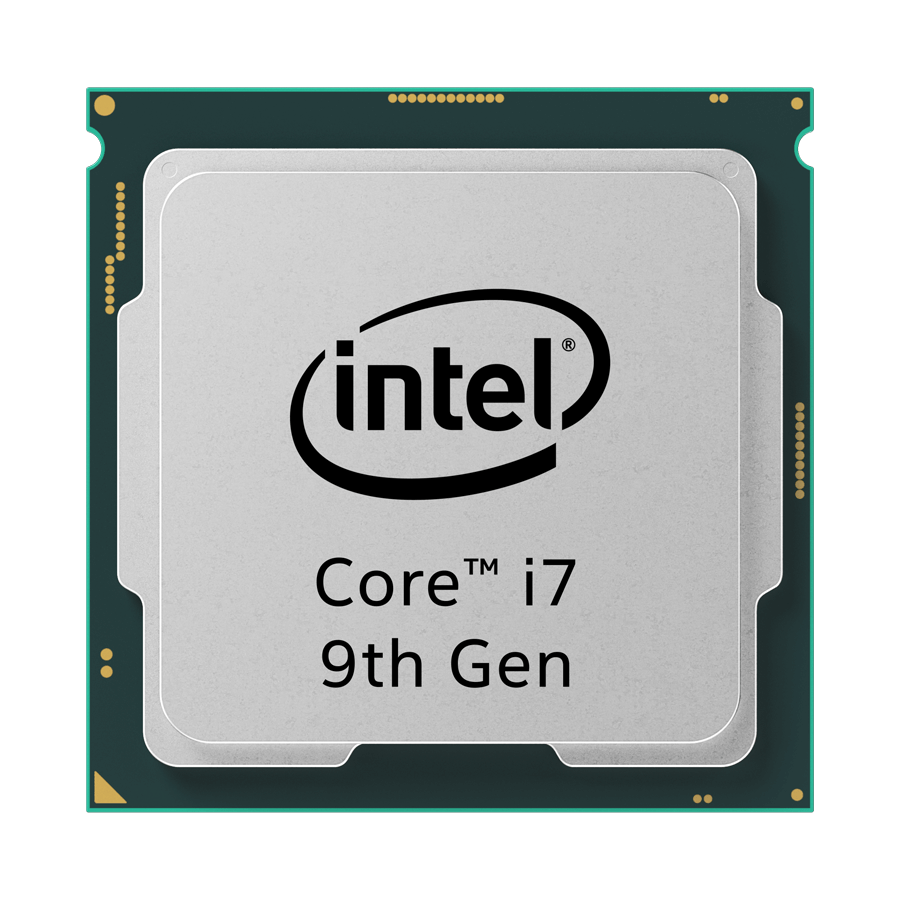 intel®
Core™ i7
9th Gen